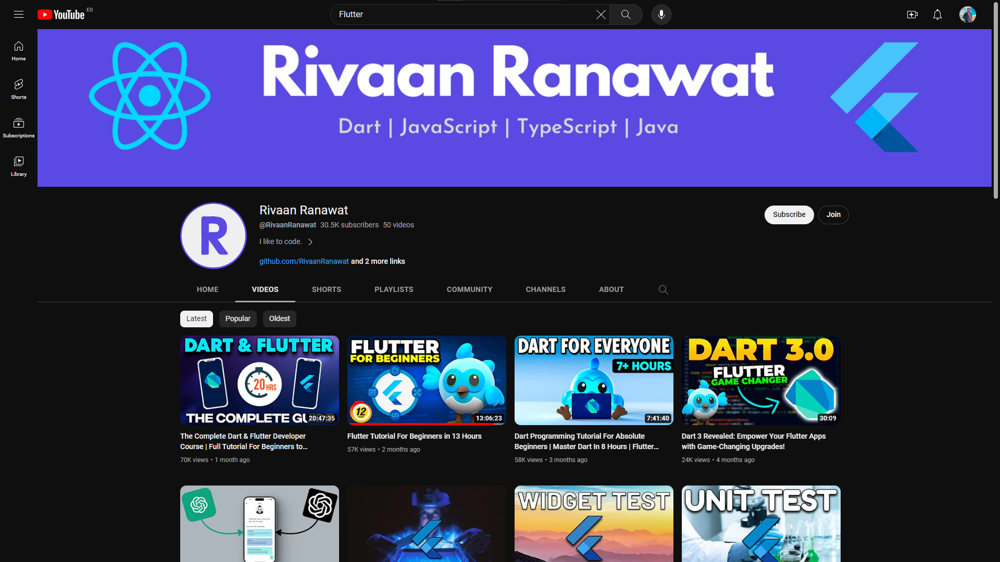 YouTube EG
Flutter
Home
Shorts
Subscriptions
Library
Rivaan Ranawat
Dart | JavaScript | TypeScript | Java
R
Rivaan Ranawat
@RivaanRanawat 30.5K subscribers 50 videos
I like to code.
github.com/RivaanRanawat and 2 more links
Subscribe
Join
HOME
VIDEOS
SHORTS
PLAYLISTS
COMMUNITY
CHANNELS
ABOUT
Latest
Popular
Oldest
DART & FLUTTER
20 HRS
THE COMPLETE GU
20:47:35
The Complete Dart & Flutter Developer
Course | Full Tutorial For Beginners to...
70K views • 1 month ago
FLUTTER
FOR BEGINNERS
12
13:06:23
Flutter Tutorial For Beginners in 13 Hours
57K views • 2 months ago
DART FOR EVERYONE
7+ HOURS
7:41:40
Dart Programming Tutorial For Absolute
Beginners | Master Dart In 8 Hours | Flutter...
58K views • 3 months ago
DART 3.0
FLUTTER
GAME CHANGER
30:09
Dart 3 Revealed: Empower Your Flutter Apps
with Game-Changing Upgrades!
24K views • 4 months ago
WIDGET TEST
UNIT TEST